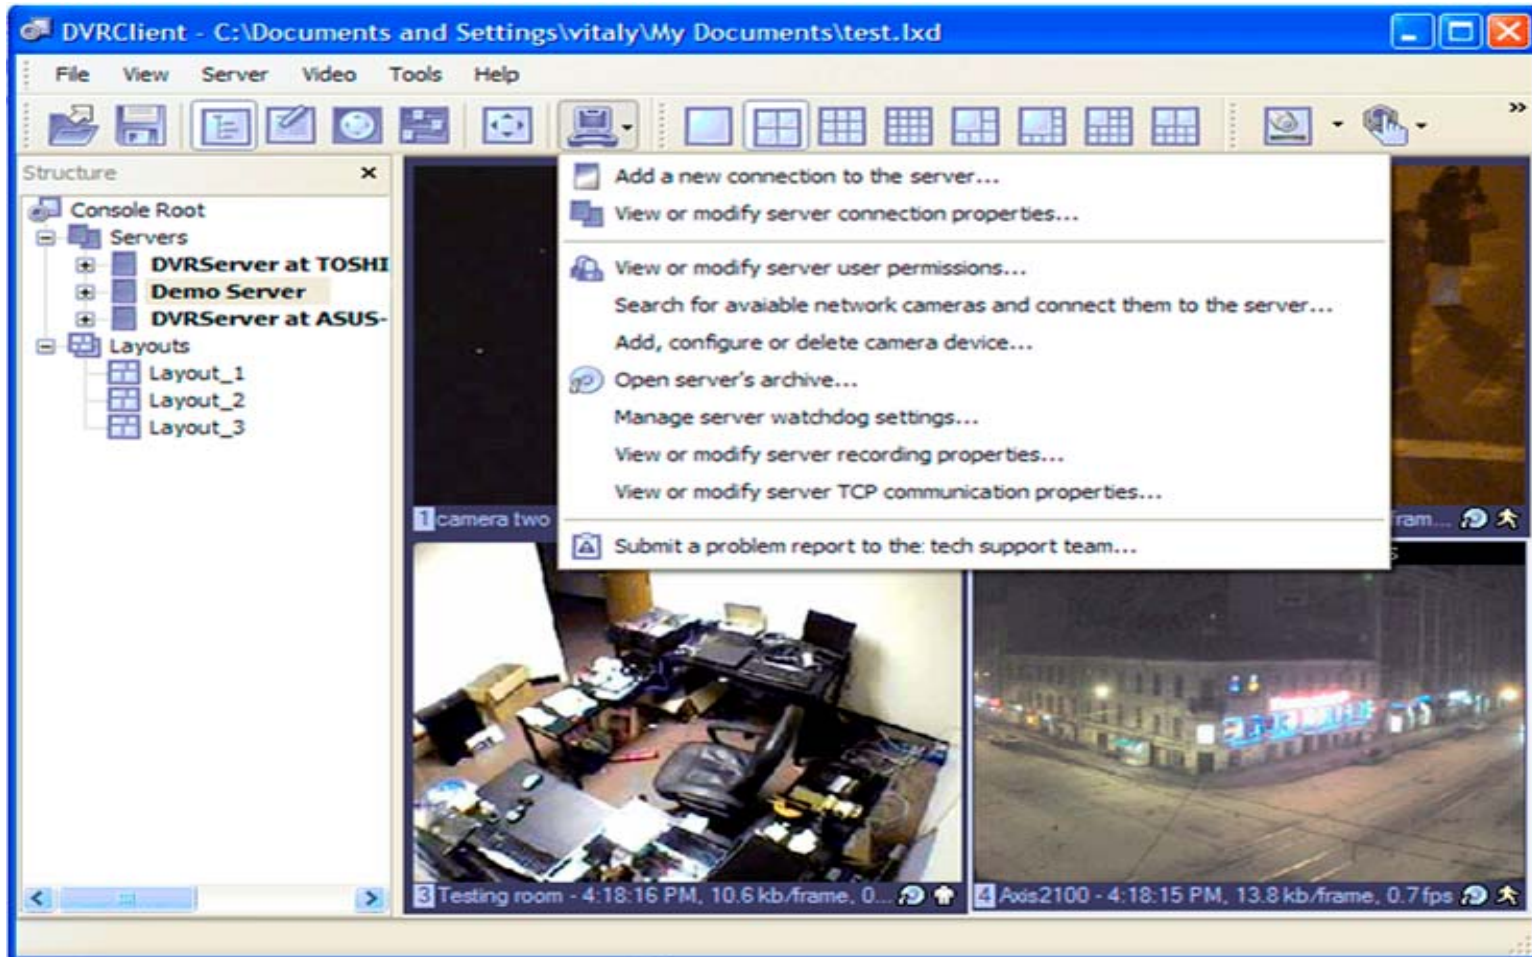 DVRClient - C:\Documents and Settings\vitaly\My Documents\test.lxd
File View Server Video Tools Help
Structure
Console Root
Servers
DVRServer at TOSHI
Demo Server
DVRServer at ASUS-
Layouts
Layout_1
Layout_2
Layout_3
Add a new connection to the server...
View or modify server connection properties...
View or modify server user permissions...
Search for avaiable network cameras and connect them to the server...
Add, configure or delete camera device...
Open server's archive...
Manage server watchdog settings...
View or modify server recording properties...
View or modify server TCP communication properties...
Submit a problem report to the: tech support team...
1 camera two
ram...
3 Testing room - 4:18:16 PM, 10.6 kb/frame, 0...
4 Axis2100 - 4:18:15 PM, 13.8 kb/frame, 0.7 fps